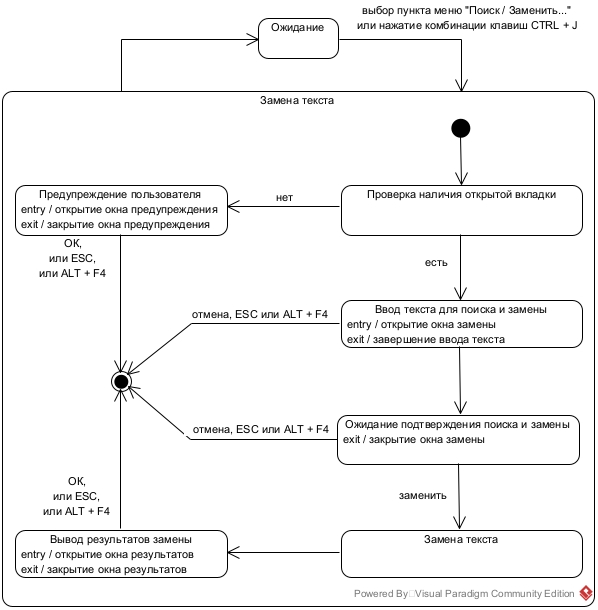 выбор пункта меню "Поиск / Заменить..."
или нажатие комбинации клавиш CTRL + J
Ожидание
Замена текста
Предупреждение пользователя
entry / открытие окна предупреждения
exit / закрытие окна предупреждения
нет
Проверка наличия открытой вкладки
ОК,
или ESC,
или ALT + F4
есть
отмена, ESC или ALT + F4
Ввод текста для поиска и замены
entry / открытие окна замены
exit / завершение ввода текста
отмена, ESC или ALT + F4
Ожидание подтверждения поиска и замены
exit / закрытие окна замены
ОК,
или ESC,
или ALT + F4
заменить
Вывод результатов замены
entry / открытие окна результатов
exit / закрытие окна результатов
Замена текста
Powered By Visual Paradigm Community Edition